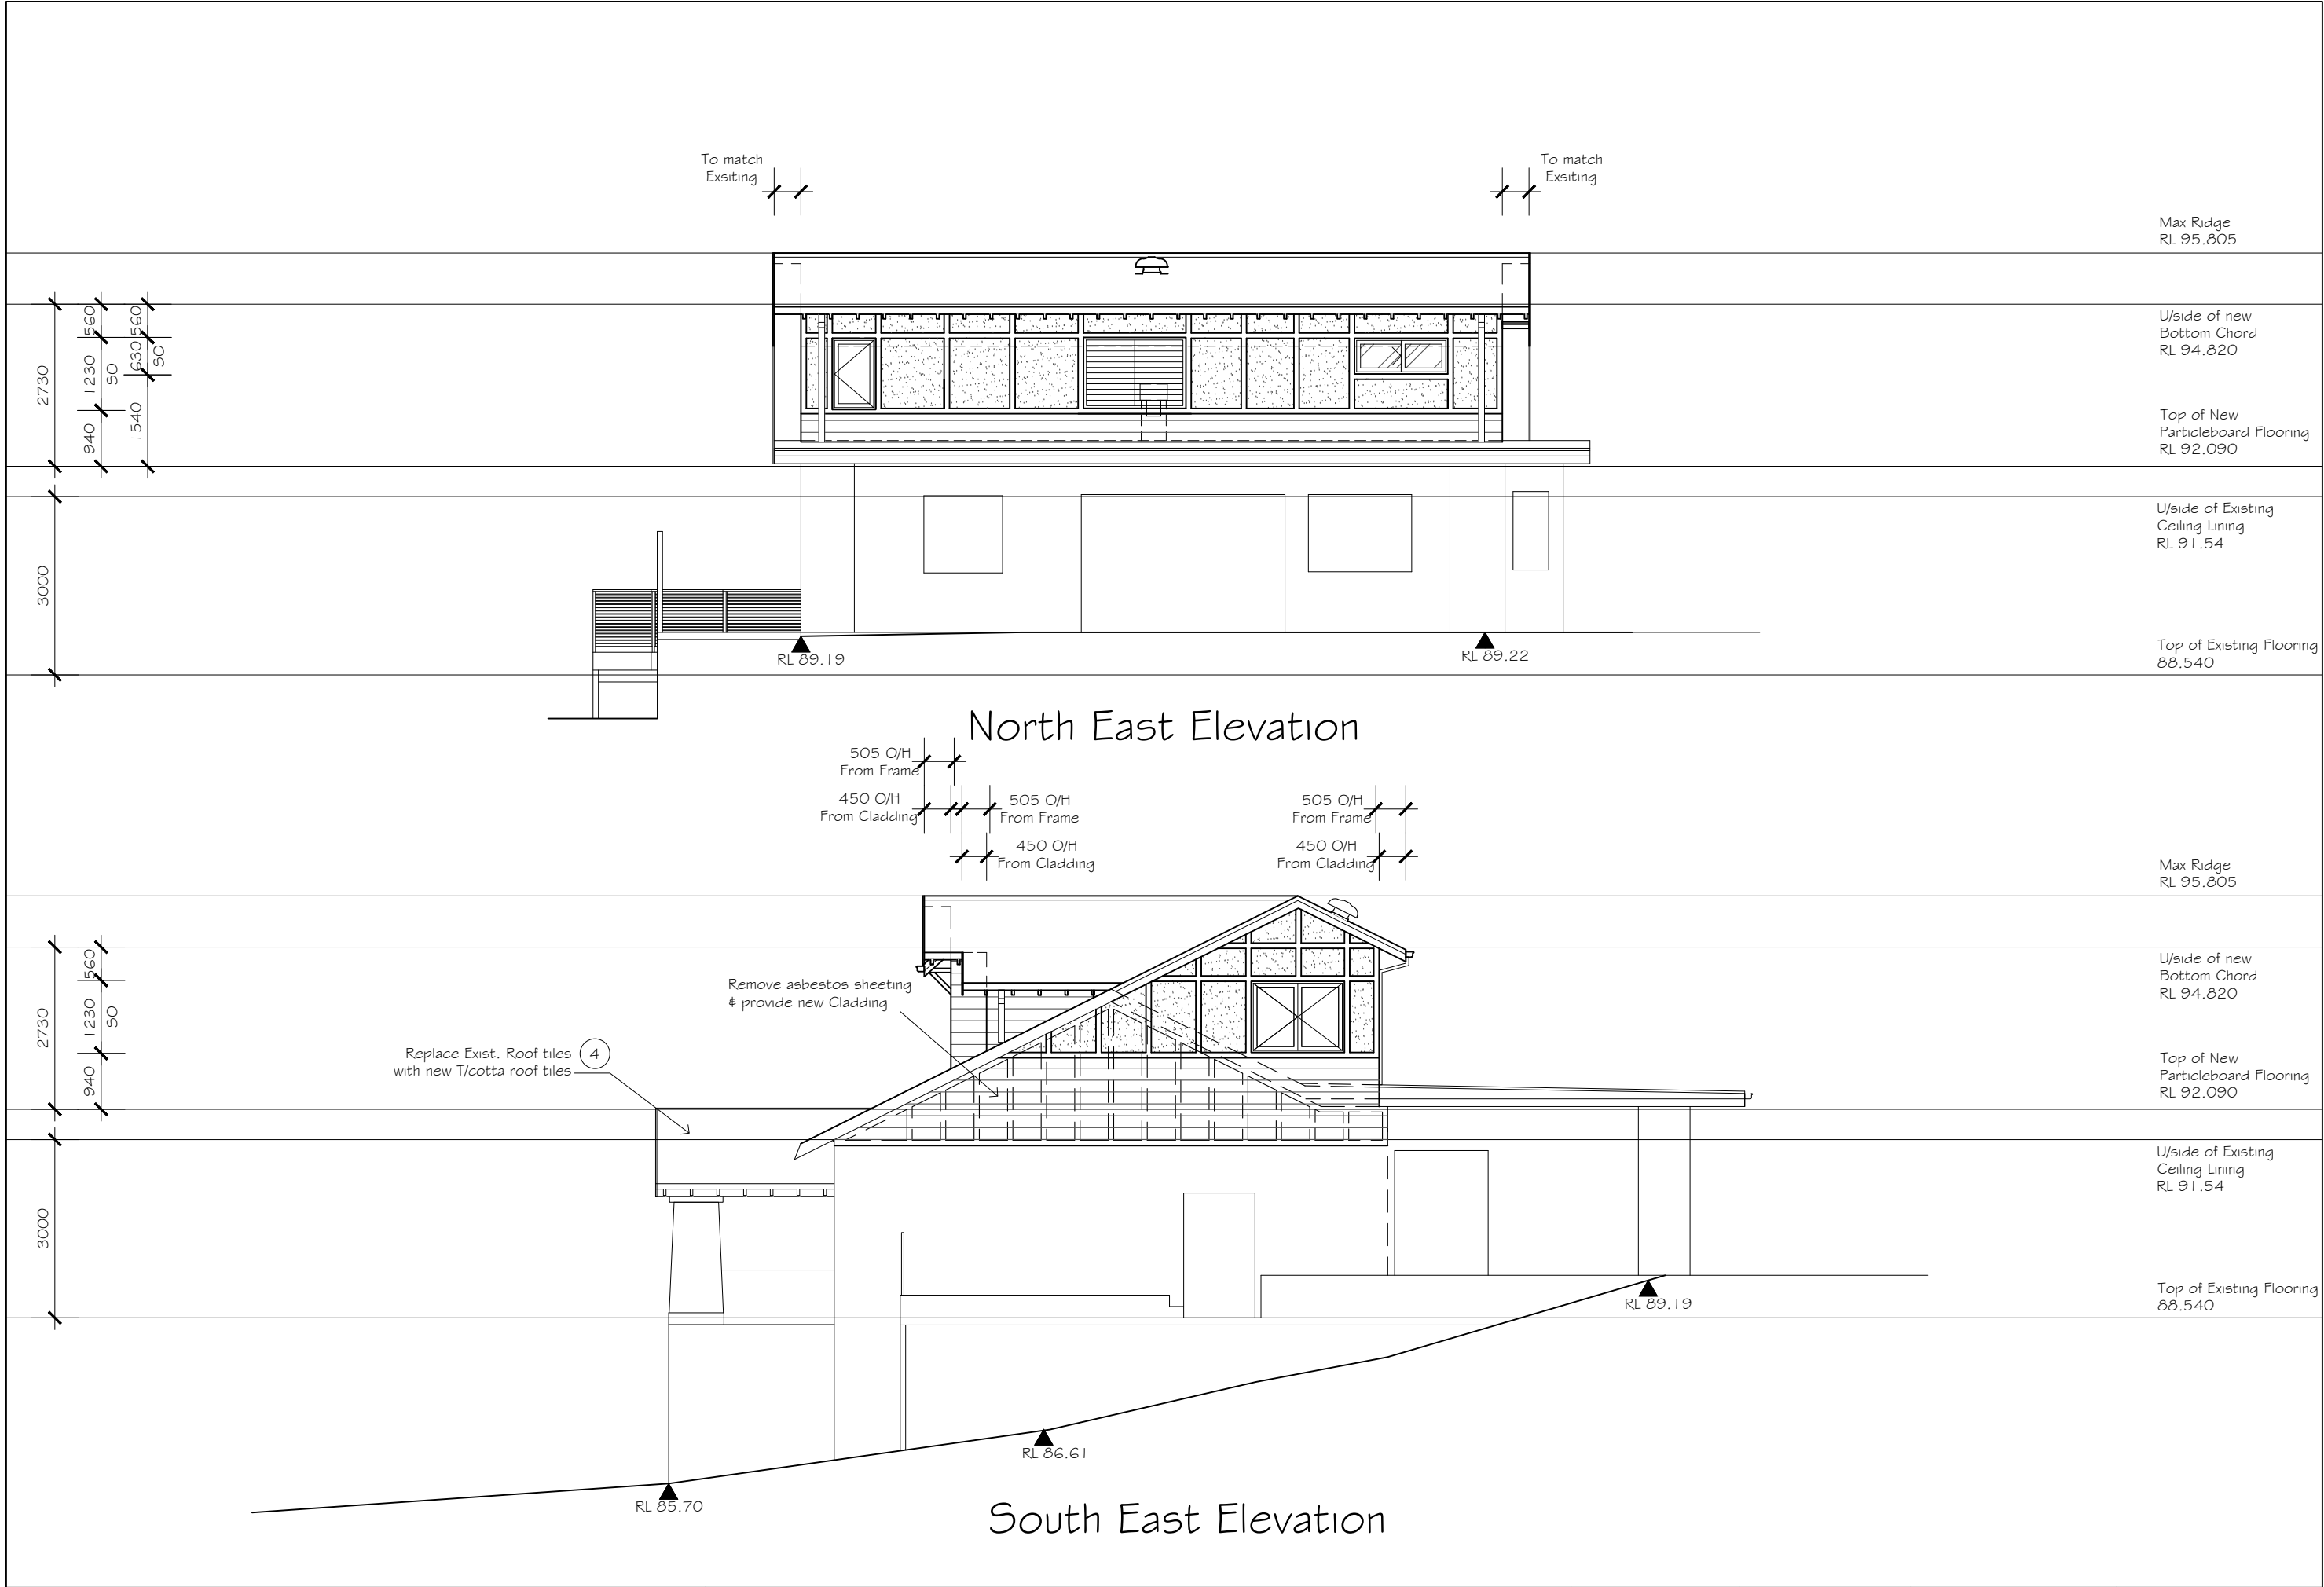 To match
Exsiting
To match
Exsiting
Max Ridge
RL 95.805
U/side of new
Bottom Chord
RL 94.820
Top of New
Particleboard Flooring
RL 92.090
U/side of Existing
Ceiling Lining
RL 91.54
Top of Existing Flooring
88.540
2730
560
1230
50
940
560
630
50
1540
3000
RL 89.19
RL 89.22
North East Elevation
505 O/H
From Frame
450 O/H
From Cladding
505 O/H
From Frame
450 O/H
From Cladding
505 O/H
From Frame
450 O/H
From Cladding
Max Ridge
RL 95.805
U/side of new
Bottom Chord
RL 94.820
Top of New
Particleboard Flooring
RL 92.090
U/side of Existing
Ceiling Lining
RL 91.54
Top of Existing Flooring
88.540
2730
560
1230
50
940
3000
Remove asbestos sheeting
& provide new Cladding
Replace Exist. Roof tiles 4
with new T/cotta roof tiles
RL 89.19
RL 86.61
RL 85.70
South East Elevation